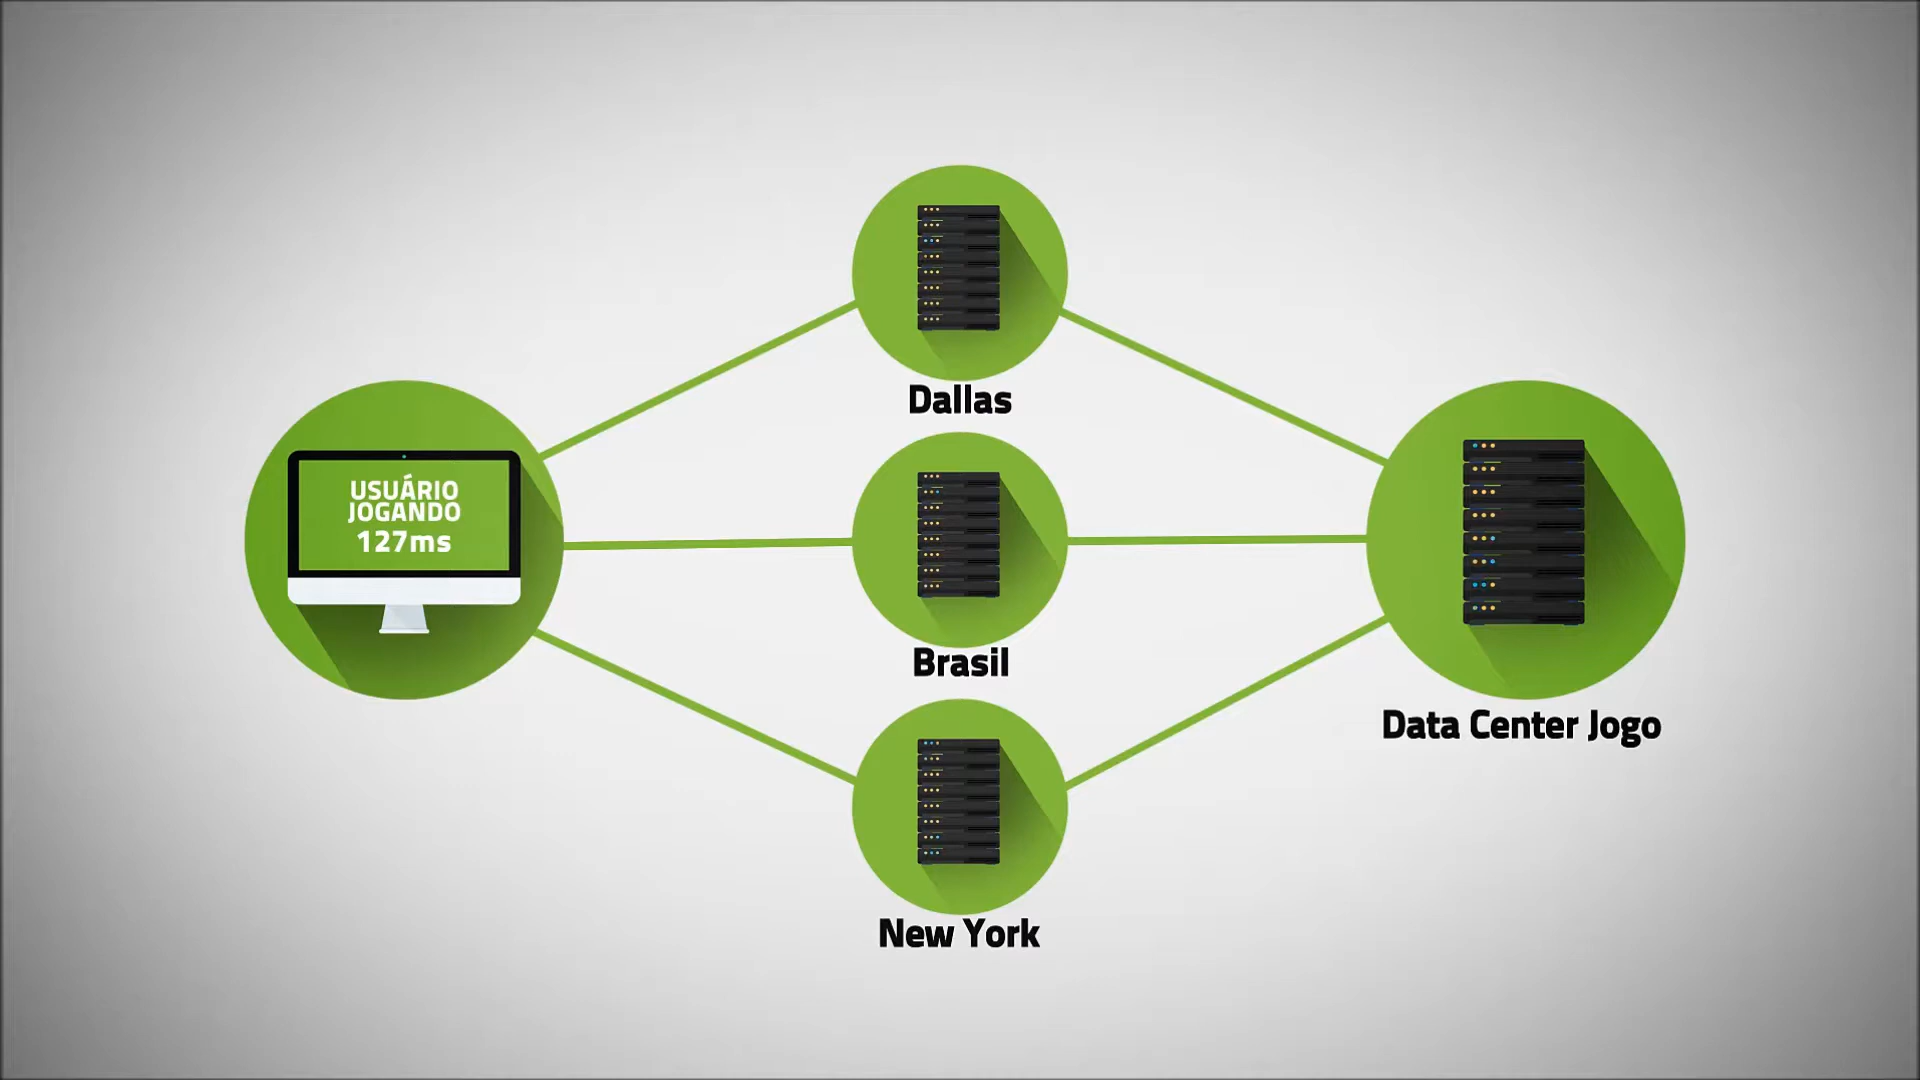 Dallas
USUÁRIO
JOGANDO
127ms
Brasil
Data Center Jogo
New York